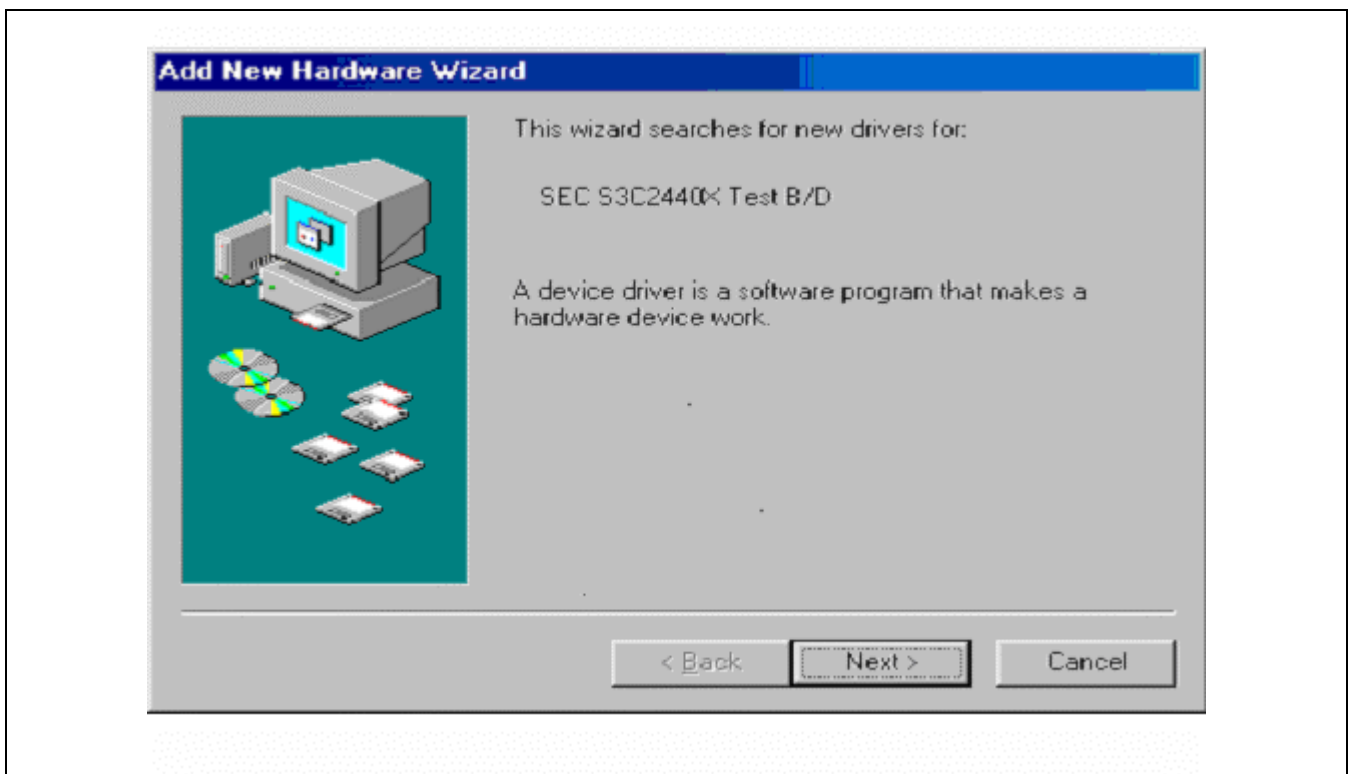 Add New Hardware Wizard
This wizard searches for new drivers for:
SEC S3C2440X Test B/D
A device driver is a software program that makes a
hardware device work.
< Back
Next >
Cancel